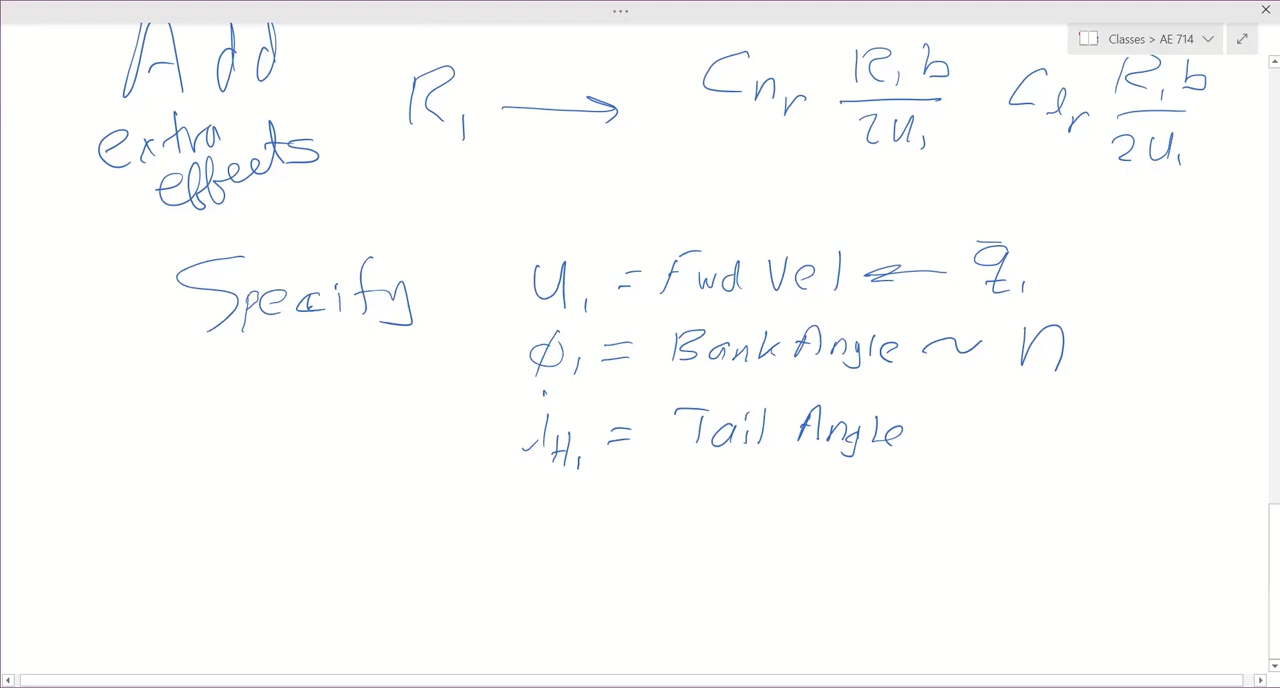 Classes > AE 714
Add
extra
effects
R₁ ⟶ Cnᵣ R₁b/2U₁ Clᵣ R₁b/2U₁
Specify
U₁ = Fwd Vel ← q̄₁
φ₁ = Bank Angle ~ n
i_H₁ = Tail Angle